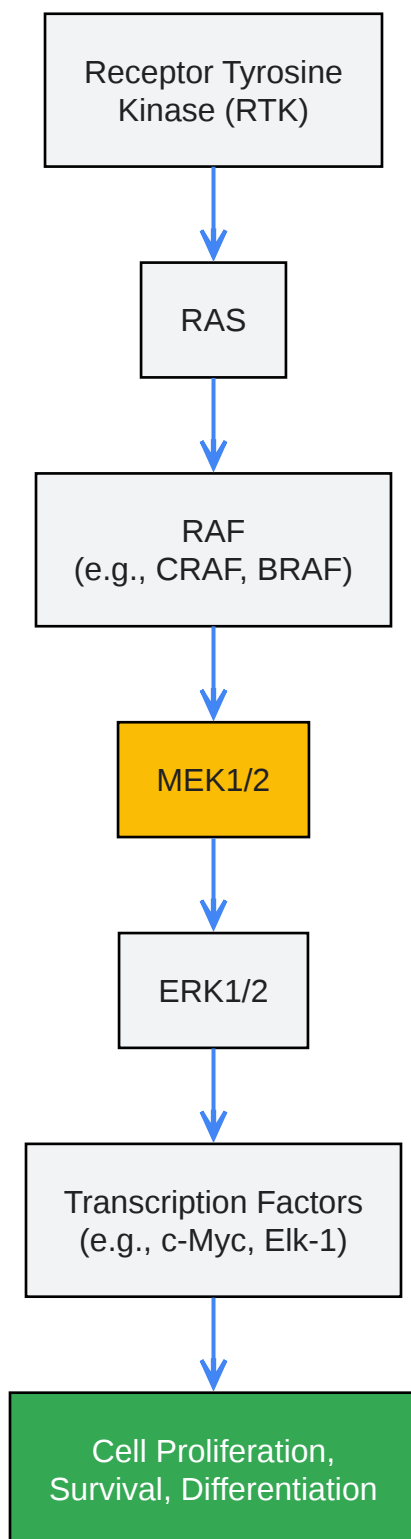 Receptor Tyrosine
Kinase (RTK)
RAS
RAF
(e.g., CRAF, BRAF)
MEK1/2
ERK1/2
Transcription Factors
(e.g., c-Myc, Elk-1)
Cell Proliferation,
Survival, Differentiation